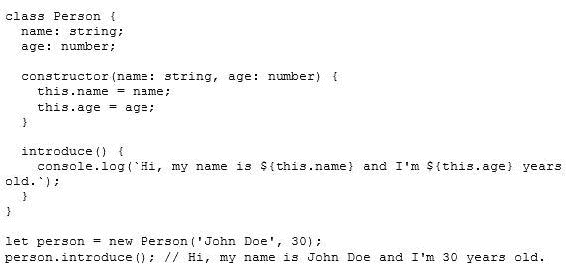 class Person {
  name: string;
  age: number;

  constructor(name: string, age: number) {
    this.name = name;
    this.age = age;
  }

  introduce() {
    console.log(`Hi, my name is ${this.name} and I'm ${this.age} years
old.`);
  }
}

let person = new Person('John Doe', 30);
person.introduce(); // Hi, my name is John Doe and I'm 30 years old.